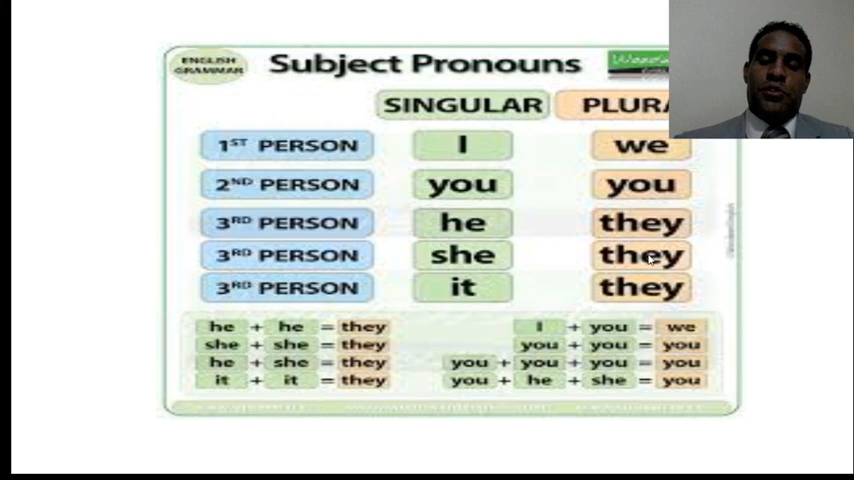 ENGLISH
GRAMMAR
Subject Pronouns
SINGULAR PLURA
1ST PERSON I we
2ND PERSON you you
3RD PERSON he they
3RD PERSON she they
3RD PERSON it they
he + he = they I + you = we
she + she = they you + you = you
he + she = they you + you + you = you
it + it = they you + he + she = you